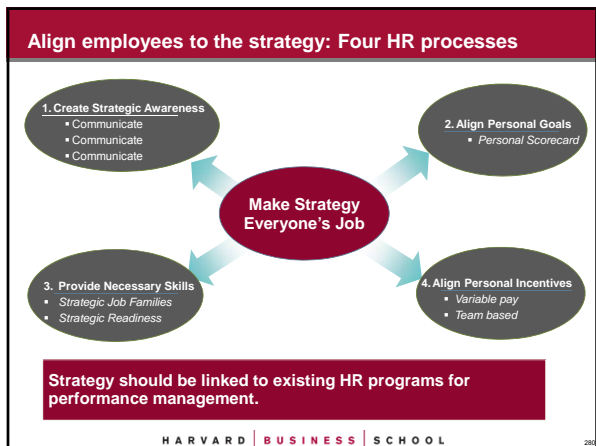 Align employees to the strategy: Four HR processes
1. Create Strategic Awareness
▪ Communicate
▪ Communicate
▪ Communicate
2. Align Personal Goals
▪ Personal Scorecard
Make Strategy
Everyone's Job
3. Provide Necessary Skills
▪ Strategic Job Families
▪ Strategic Readiness
4. Align Personal Incentives
▪ Variable pay
▪ Team based
Strategy should be linked to existing HR programs for
performance management.
HARVARD | BUSINESS | SCHOOL
280